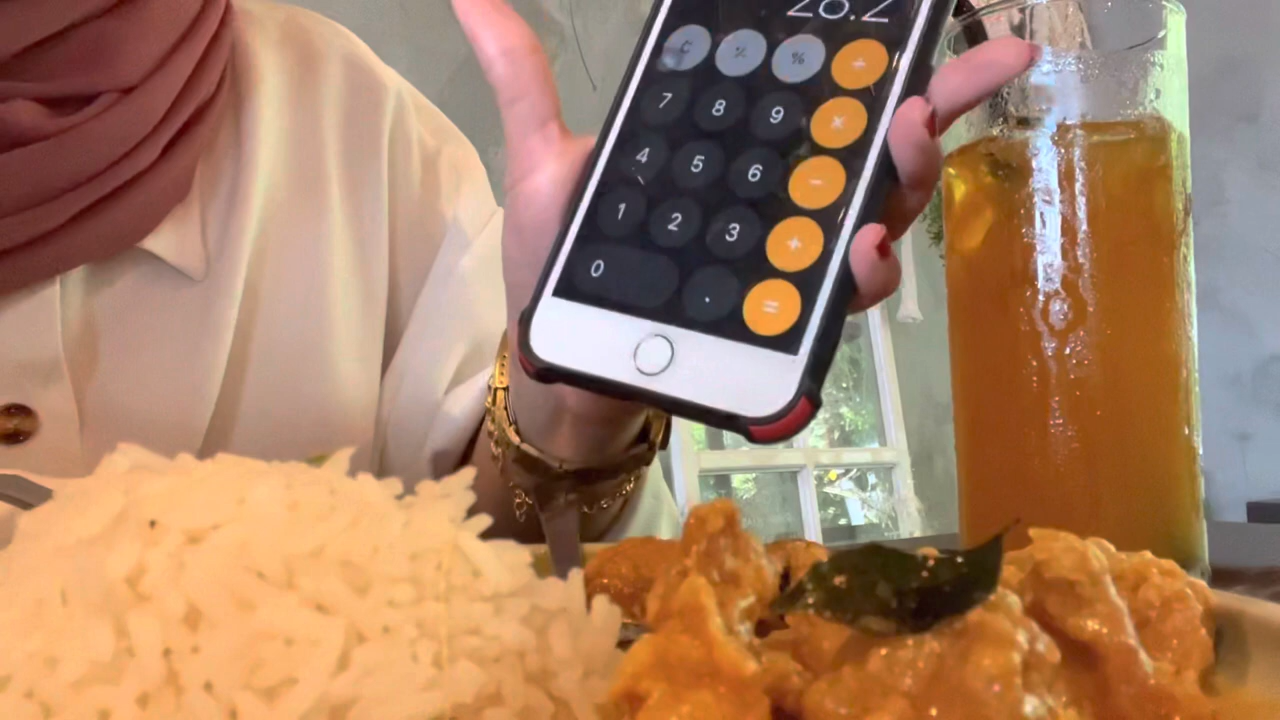 28.2
C ⁺⁄₋ % ÷
7 8 9 ×
4 5 6 −
1 2 3 +
0 . =